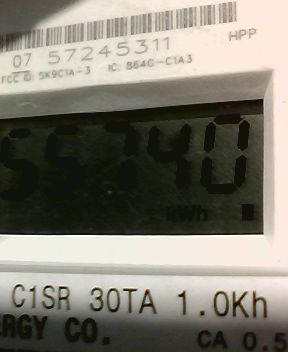 07 57245311
HPP
FCC ID: SK9C1A-3 IC: 864G-C1A3
55740
kWh
C1SR 30TA 1.0Kh
RGY CO.
CA 0.5